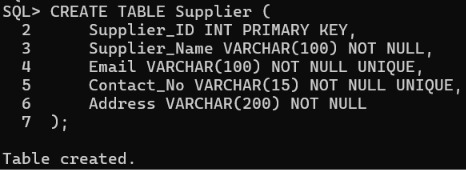 SQL> CREATE TABLE Supplier (
  2      Supplier_ID INT PRIMARY KEY,
  3      Supplier_Name VARCHAR(100) NOT NULL,
  4      Email VARCHAR(100) NOT NULL UNIQUE,
  5      Contact_No VARCHAR(15) NOT NULL UNIQUE,
  6      Address VARCHAR(200) NOT NULL
  7  );
Table created.